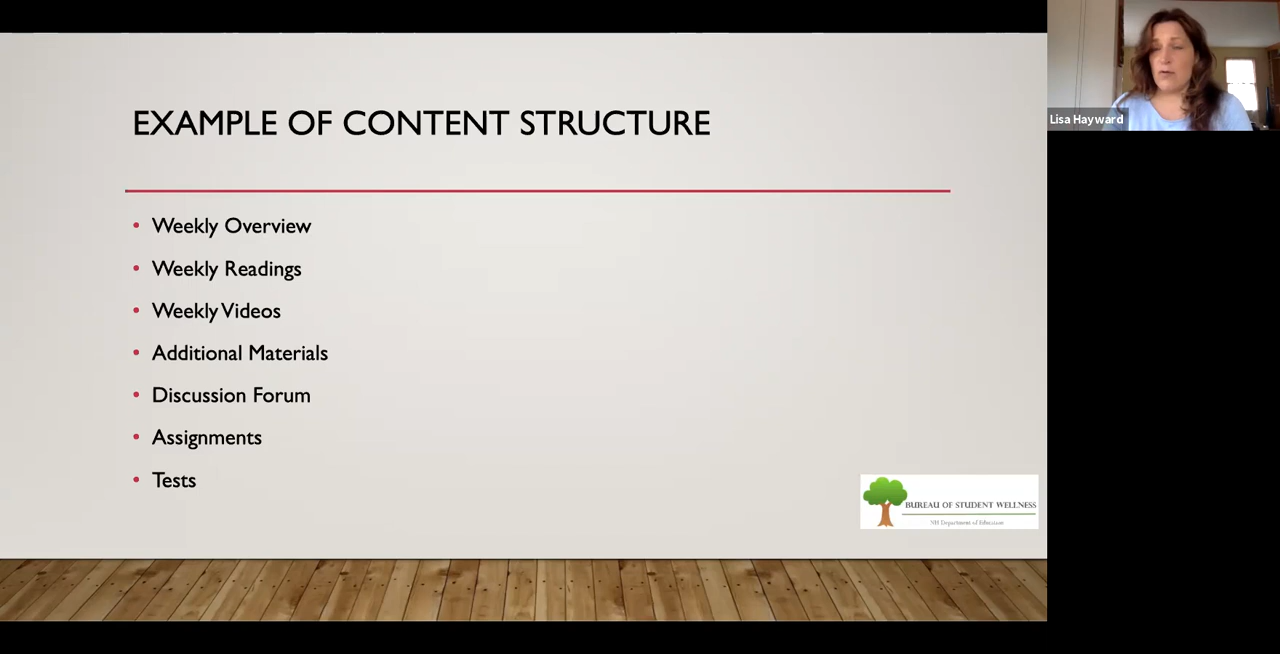 EXAMPLE OF CONTENT STRUCTURE
Lisa Hayward
• Weekly Overview
• Weekly Readings
• Weekly Videos
• Additional Materials
• Discussion Forum
• Assignments
• Tests
BUREAU OF STUDENT WELLNESS
NH Department of Education